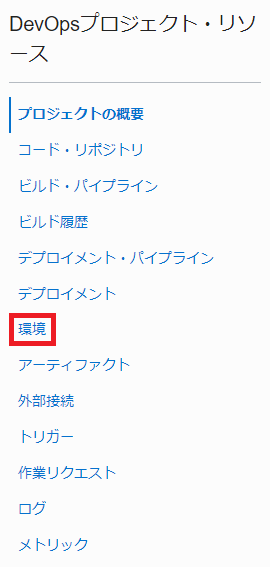 DevOpsプロジェクト・リソ
ース
プロジェクトの概要
コード・リポジトリ
ビルド・パイプライン
ビルド履歴
デプロイメント・パイプライン
デプロイメント
環境
アーティファクト
外部接続
トリガー
作業リクエスト
ログ
メトリック